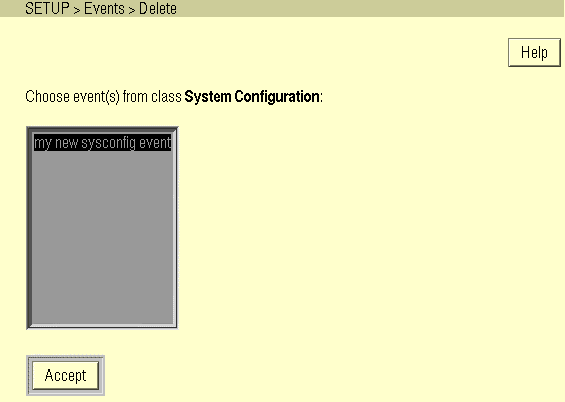 SETUP > Events > Delete
Help
Choose event(s) from class System Configuration:
my new sysconfig event
Accept